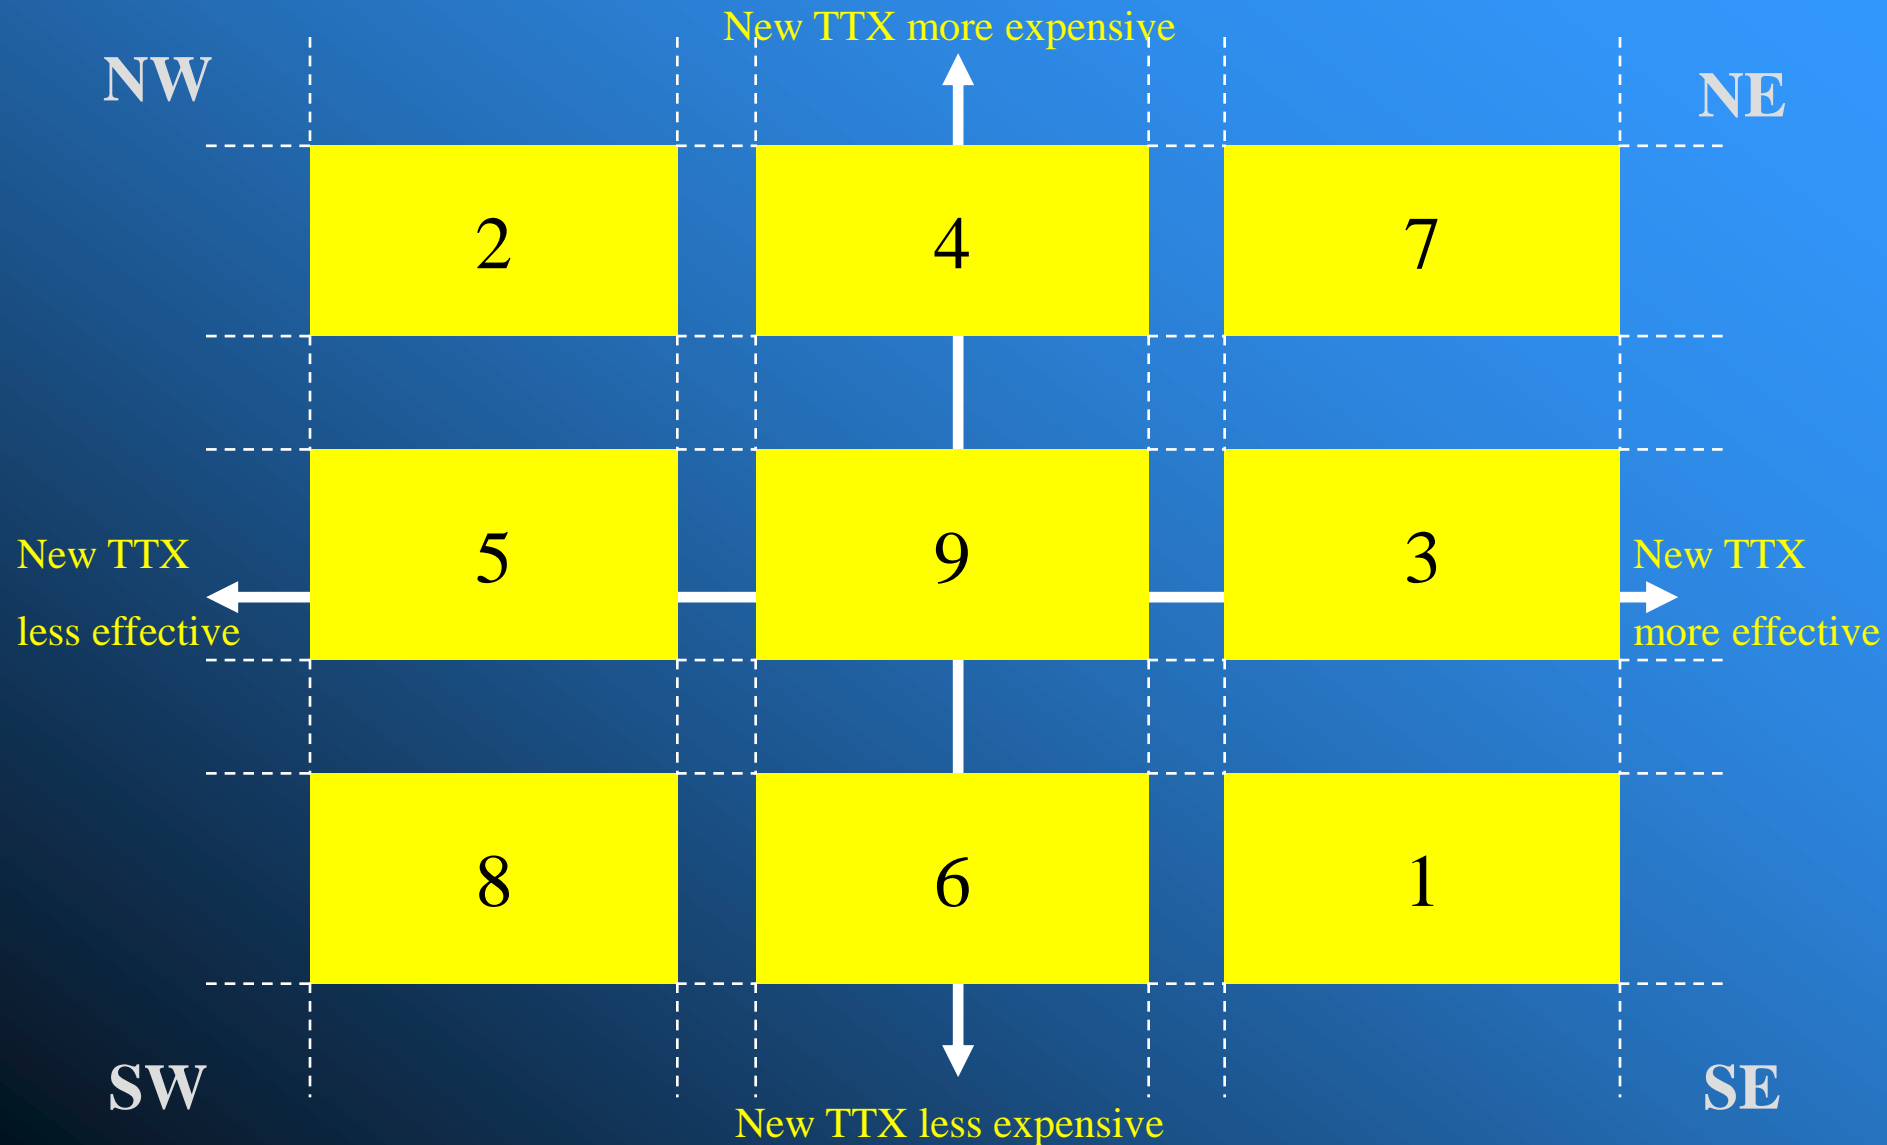 New TTX more expensive
NW
NE
2
4
7
5
9
3
New TTX
less effective
New TTX
more effective
8
6
1
SW
SE
New TTX less expensive